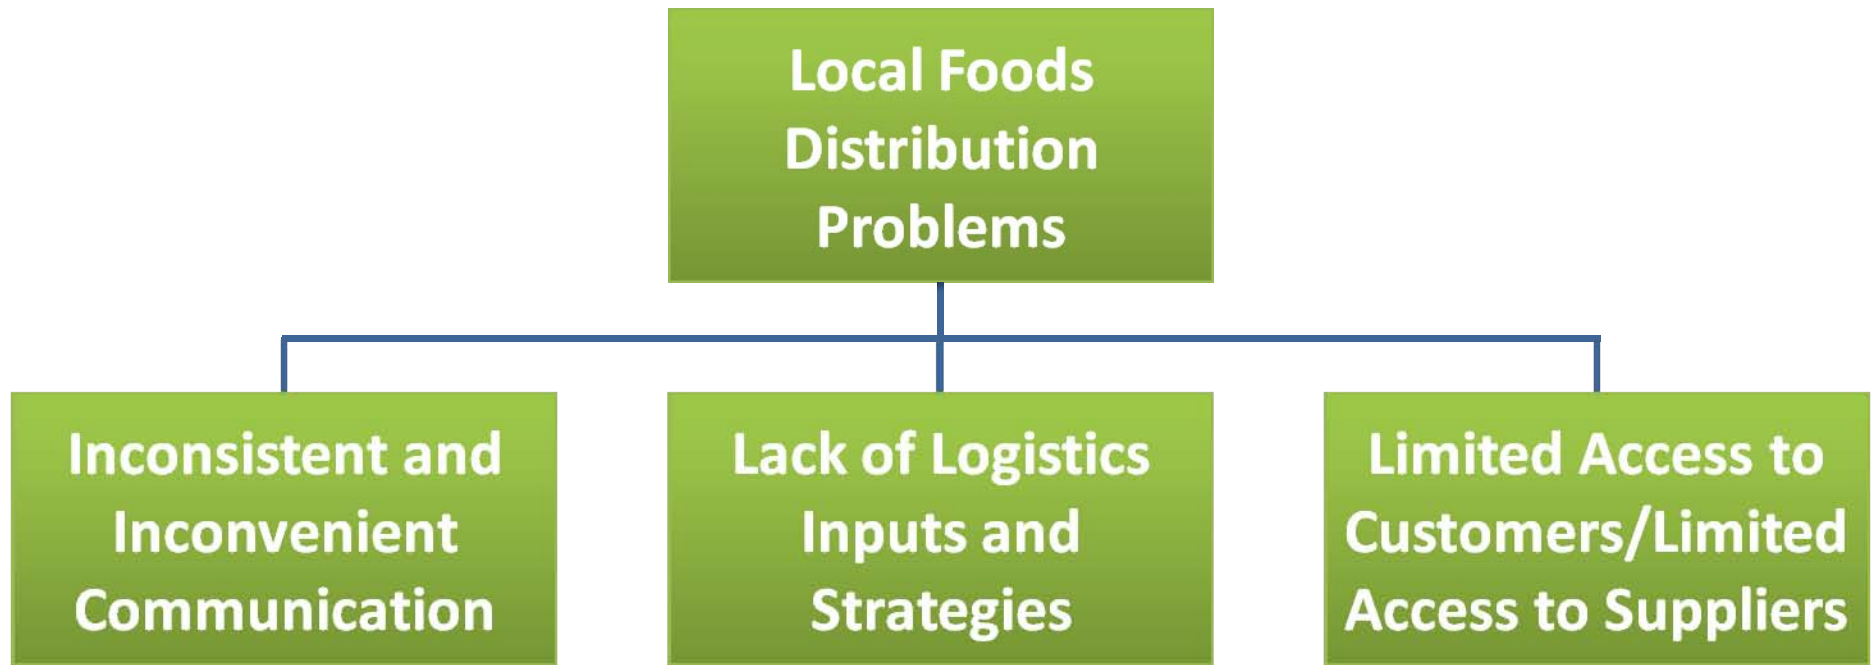 Local Foods
Distribution
Problems
Inconsistent and
Inconvenient
Communication
Lack of Logistics
Inputs and
Strategies
Limited Access to
Customers/Limited
Access to Suppliers